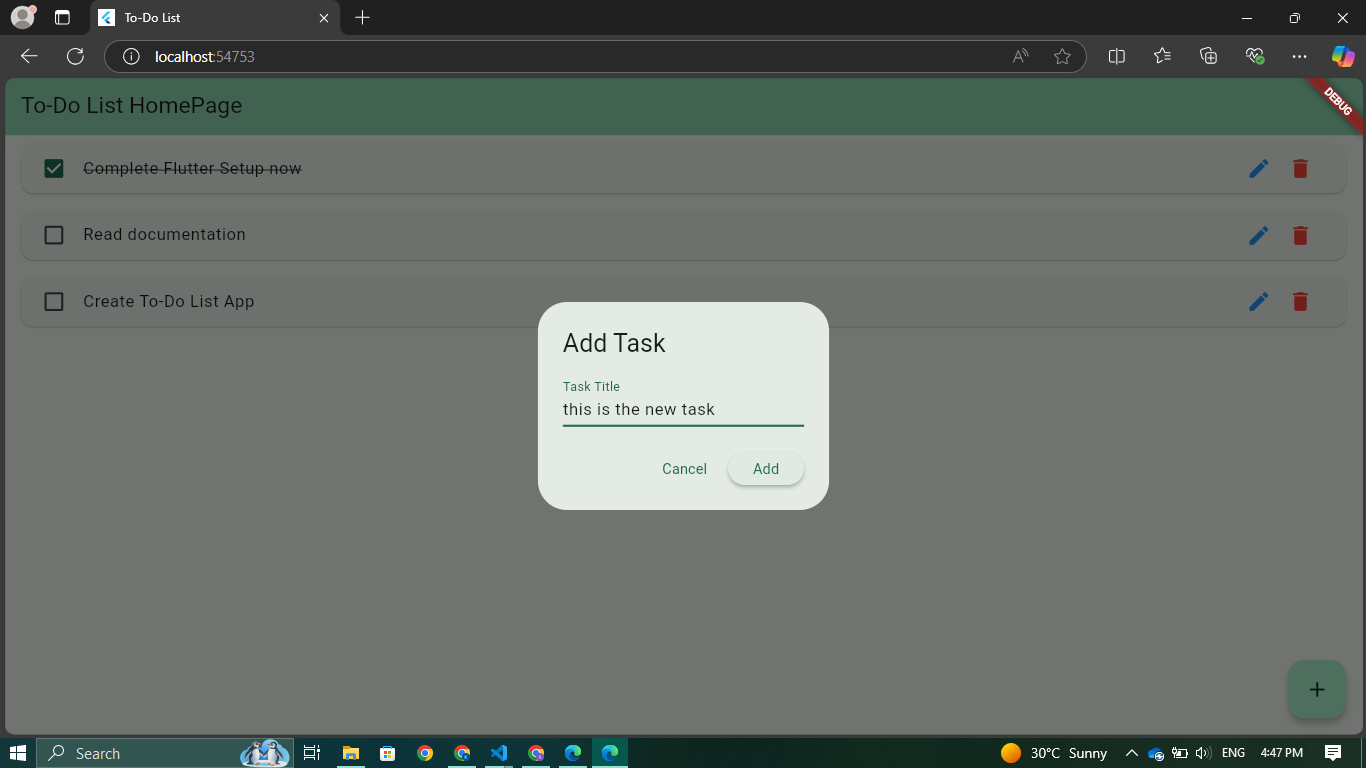 To-Do List
localhost:54753
To-Do List HomePage
DEBUG
Complete Flutter Setup now
Read documentation
Create To-Do List App
Add Task
Task Title
this is the new task
Cancel
Add
Search
30°C Sunny
ENG
4:47 PM